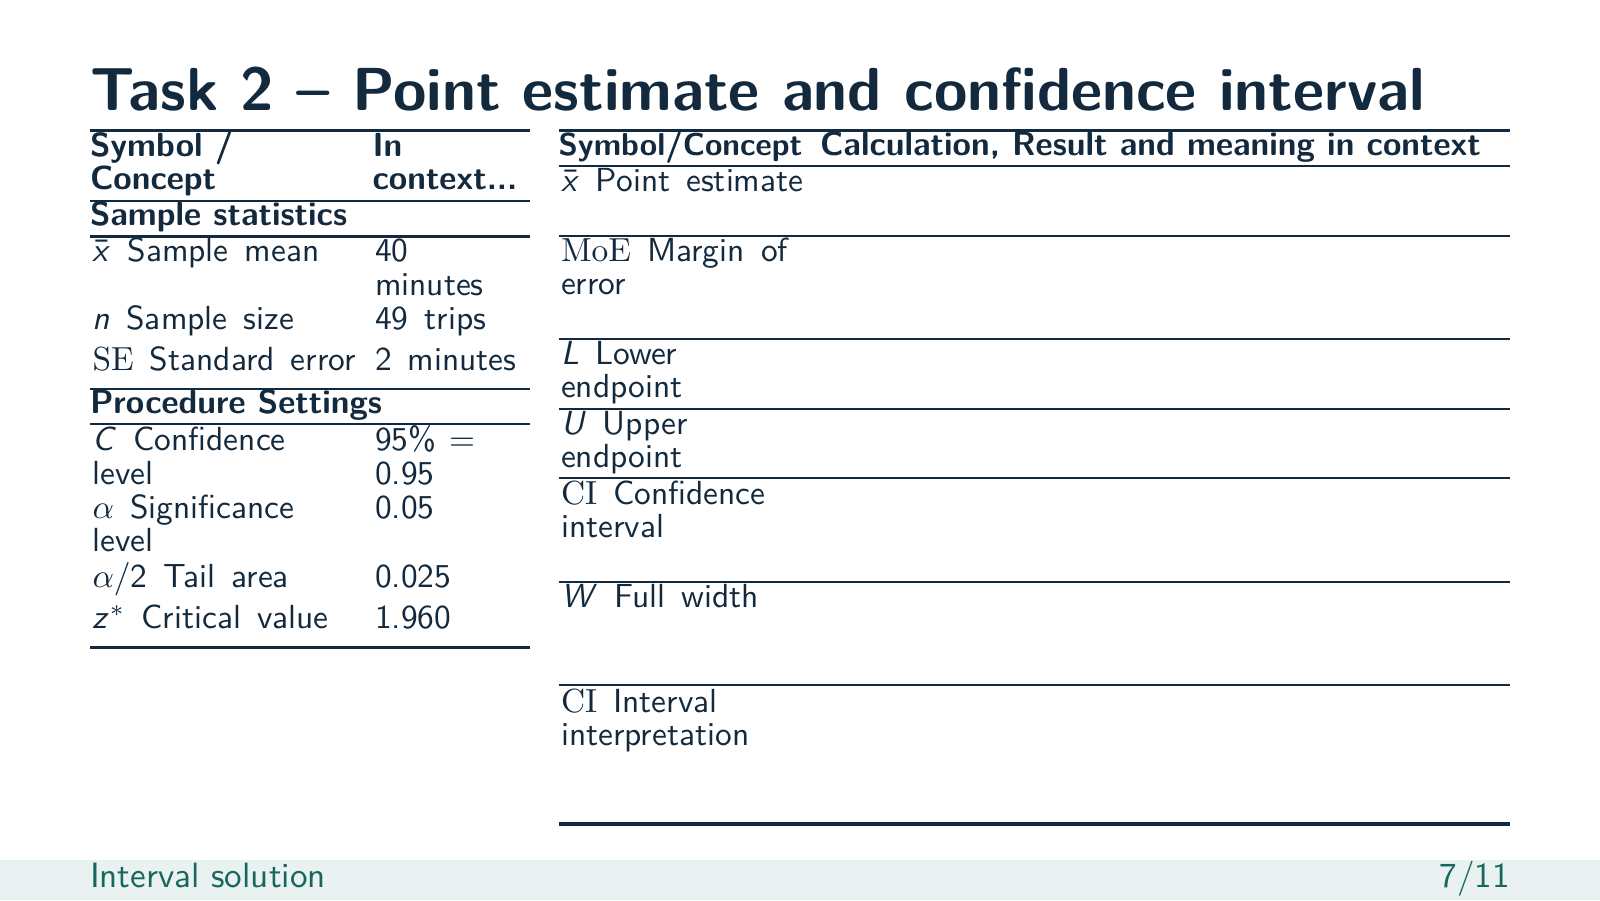 Task 2 – Point estimate and confidence interval
Symbol / Concept	In context...
Sample statistics
x̄ Sample mean	40 minutes
n Sample size	49 trips
SE Standard error	2 minutes
Procedure Settings
C Confidence level	95% = 0.95
α Significance level	0.05
α/2 Tail area	0.025
z* Critical value	1.960
Symbol/Concept	Calculation, Result and meaning in context
x̄ Point estimate
MoE Margin of error
L Lower endpoint
U Upper endpoint
CI Confidence interval
W Full width
CI Interval interpretation
Interval solution	7/11